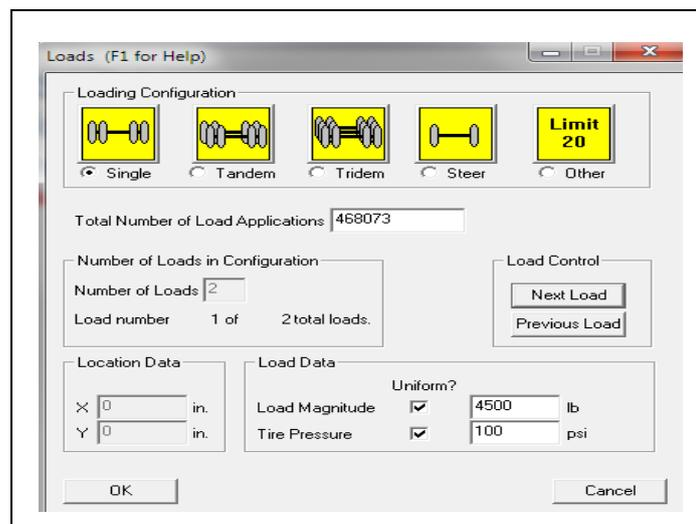 Loads (F1 for Help)
Loading Configuration
Limit
20
Single Tandem Tridem Steer Other
Total Number of Load Applications 468073
Number of Loads in Configuration
Number of Loads 2
Load number 1 of 2 total loads.
Load Control
Next Load
Previous Load
Location Data
X 0 in.
Y 0 in.
Load Data
Uniform?
Load Magnitude 4500 lb
Tire Pressure 100 psi
OK Cancel